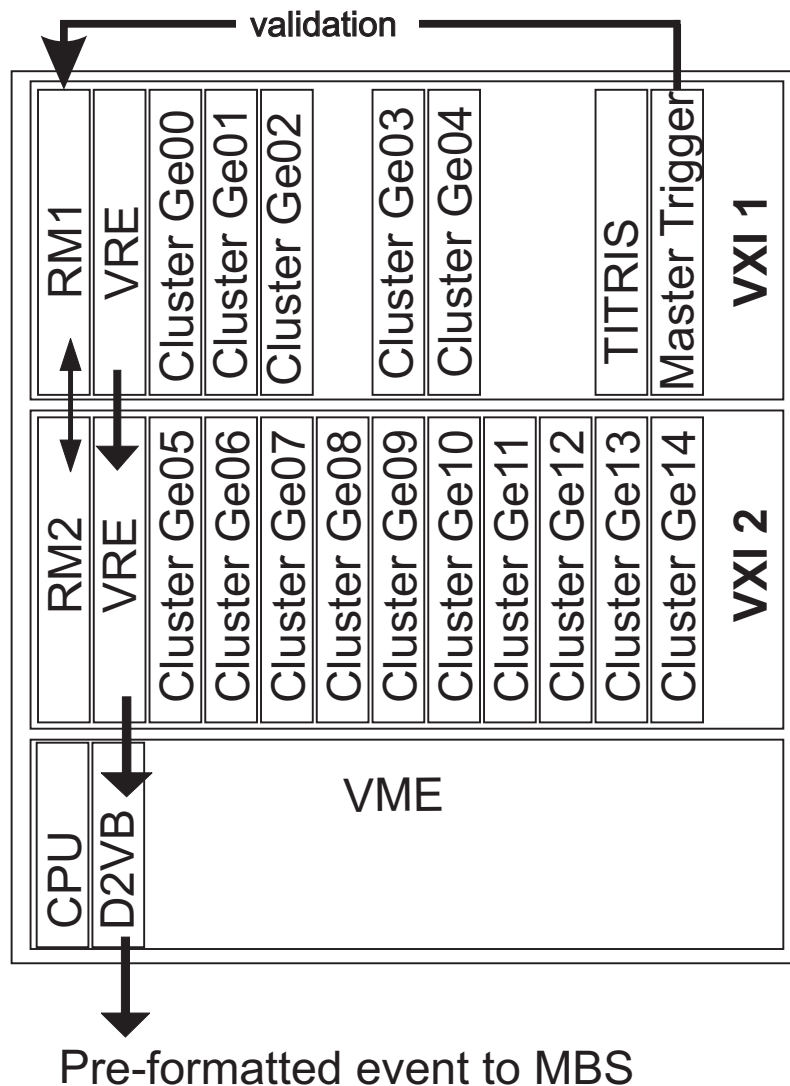 validation
RM1
VRE
Cluster Ge00
Cluster Ge01
Cluster Ge02
Cluster Ge03
Cluster Ge04
TITRIS
Master Trigger
VXI 1
RM2
VRE
Cluster Ge05
Cluster Ge06
Cluster Ge07
Cluster Ge08
Cluster Ge09
Cluster Ge10
Cluster Ge11
Cluster Ge12
Cluster Ge13
Cluster Ge14
VXI 2
CPU
D2VB
VME
Pre-formatted event to MBS